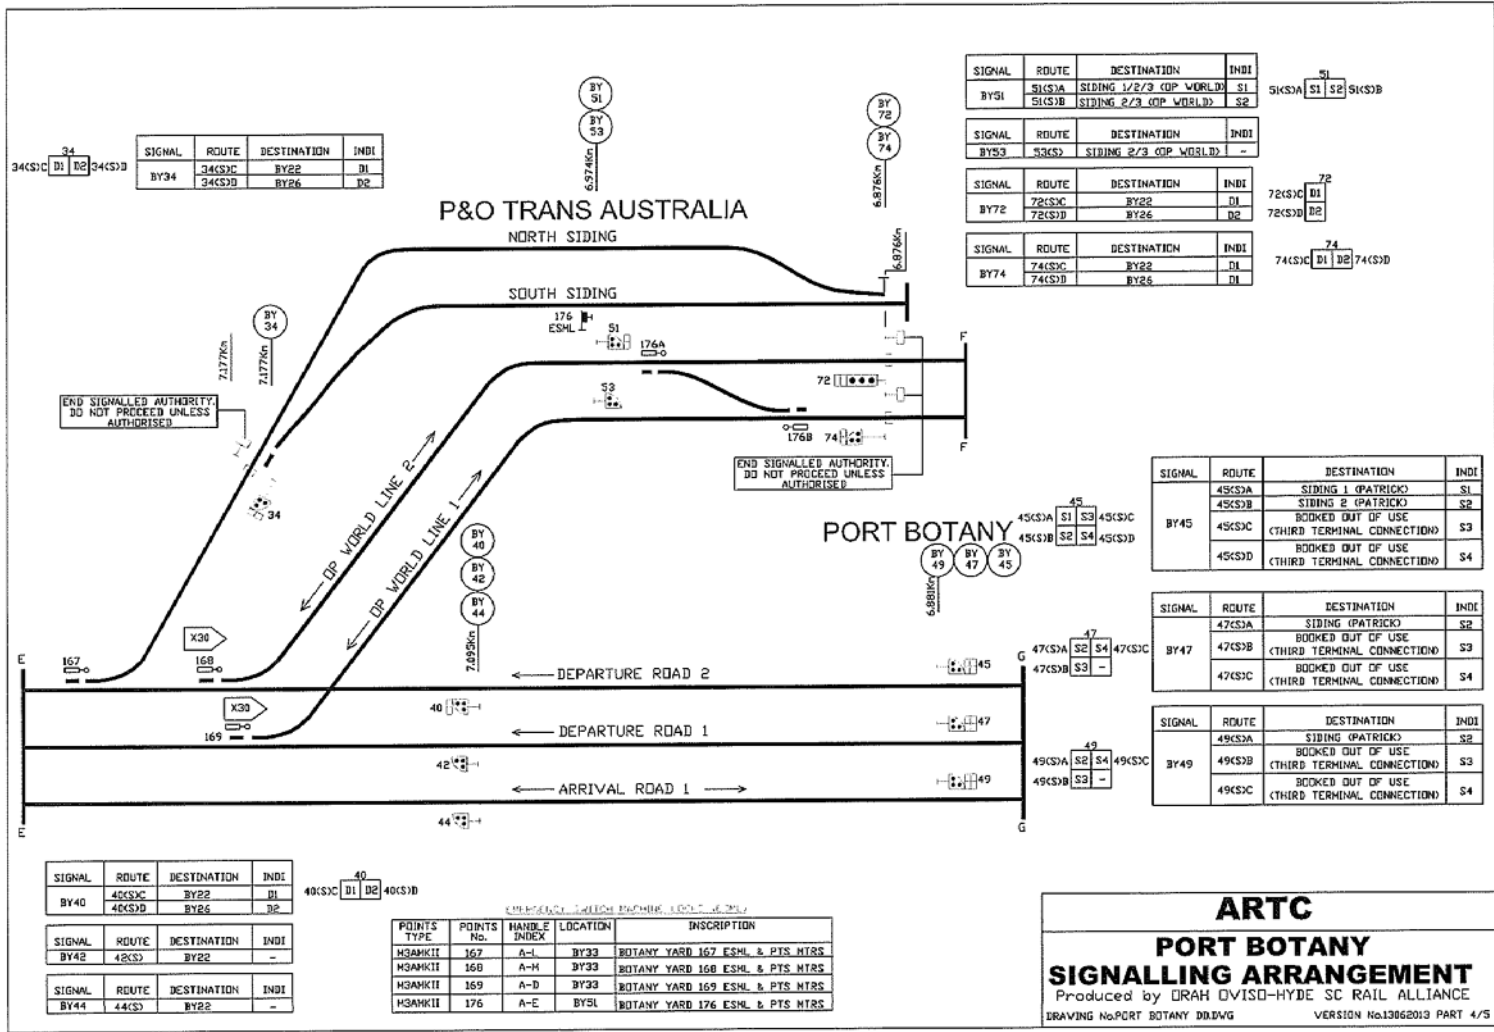 BY
51
BY
53
6.974Km
BY
72
BY
74
6.876Km
34
34(S)C D1 D2 34(S)D
SIGNAL ROUTE DESTINATION INDI
BY34 34(S)C BY22 D1
34(S)D BY26 D2
SIGNAL ROUTE DESTINATION INDI
BY51 51(S)A SIDING 1/2/3 (DP WORLD) S1
51(S)B SIDING 2/3 (DP WORLD) S2
51
51(S)A S1 S2 51(S)B
SIGNAL ROUTE DESTINATION INDI
BY53 53(S) SIDING 2/3 (DP WORLD) -
SIGNAL ROUTE DESTINATION INDI
BY72 72(S)C BY22 D1
72(S)D BY26 D2
72
72(S)C D1
72(S)D D2
SIGNAL ROUTE DESTINATION INDI
BY74 74(S)C BY22 D1
74(S)D BY26 D1
74
74(S)C D1 D2 74(S)D
P&O TRANS AUSTRALIA
NORTH SIDING
6.876Km
SOUTH SIDING
BY
34
7.177Km
7.177Km
176
ESML
51
176A
F
53
72
END SIGNALLED AUTHORITY.
DO NOT PROCEED UNLESS
AUTHORISED
74
176B
F
END SIGNALLED AUTHORITY.
DO NOT PROCEED UNLESS
AUTHORISED
34
DP WORLD LINE 2
DP WORLD LINE 1
BY
40
BY
42
BY
44
7.095Km
PORT BOTANY
BY
49
BY
47
BY
45
6.881Km
45
45(S)A S1 S3 45(S)C
45(S)B S2 S4 45(S)D
SIGNAL ROUTE DESTINATION INDI
BY45 45(S)A SIDING 1 (PATRICK) S1
45(S)B SIDING 2 (PATRICK) S2
45(S)C BOOKED OUT OF USE
(THIRD TERMINAL CONNECTION) S3
45(S)D BOOKED OUT OF USE
(THIRD TERMINAL CONNECTION) S4
47
47(S)A S2 S4 47(S)C
47(S)B S3 -
SIGNAL ROUTE DESTINATION INDI
BY47 47(S)A SIDING (PATRICK) S2
47(S)B BOOKED OUT OF USE
(THIRD TERMINAL CONNECTION) S3
47(S)C BOOKED OUT OF USE
(THIRD TERMINAL CONNECTION) S4
49
49(S)A S2 S4 49(S)C
49(S)B S3 -
SIGNAL ROUTE DESTINATION INDI
BY49 49(S)A SIDING (PATRICK) S2
49(S)B BOOKED OUT OF USE
(THIRD TERMINAL CONNECTION) S3
49(S)C BOOKED OUT OF USE
(THIRD TERMINAL CONNECTION) S4
E
167
X30
168
X30
169
DEPARTURE ROAD 2
45
G
40
DEPARTURE ROAD 1
47
42
ARRIVAL ROAD 1
49
44
E
G
SIGNAL ROUTE DESTINATION INDI
BY40 40(S)C BY22 D1
40(S)D BY26 D2
40
40(S)C D1 D2 40(S)D
SIGNAL ROUTE DESTINATION INDI
BY42 42(S) BY22 -
SIGNAL ROUTE DESTINATION INDI
BY44 44(S) BY22 -
EMERGENCY SWITCH MACHINE LOCKS (ESML)
POINTS TYPE POINTS No. HANDLE INDEX LOCATION INSCRIPTION
M3AMKII 167 A-L BY33 BOTANY YARD 167 ESML & PTS MTRS
M3AMKII 168 A-M BY33 BOTANY YARD 168 ESML & PTS MTRS
M3AMKII 169 A-D BY33 BOTANY YARD 169 ESML & PTS MTRS
M3AMKII 176 A-E BY51 BOTANY YARD 176 ESML & PTS MTRS
ARTC
PORT BOTANY
SIGNALLING ARRANGEMENT
Produced by ORAH OVISO-HYDE SC RAIL ALLIANCE
DRAWING No.PORT BOTANY DD.DWG VERSION No.13062013 PART 4/5